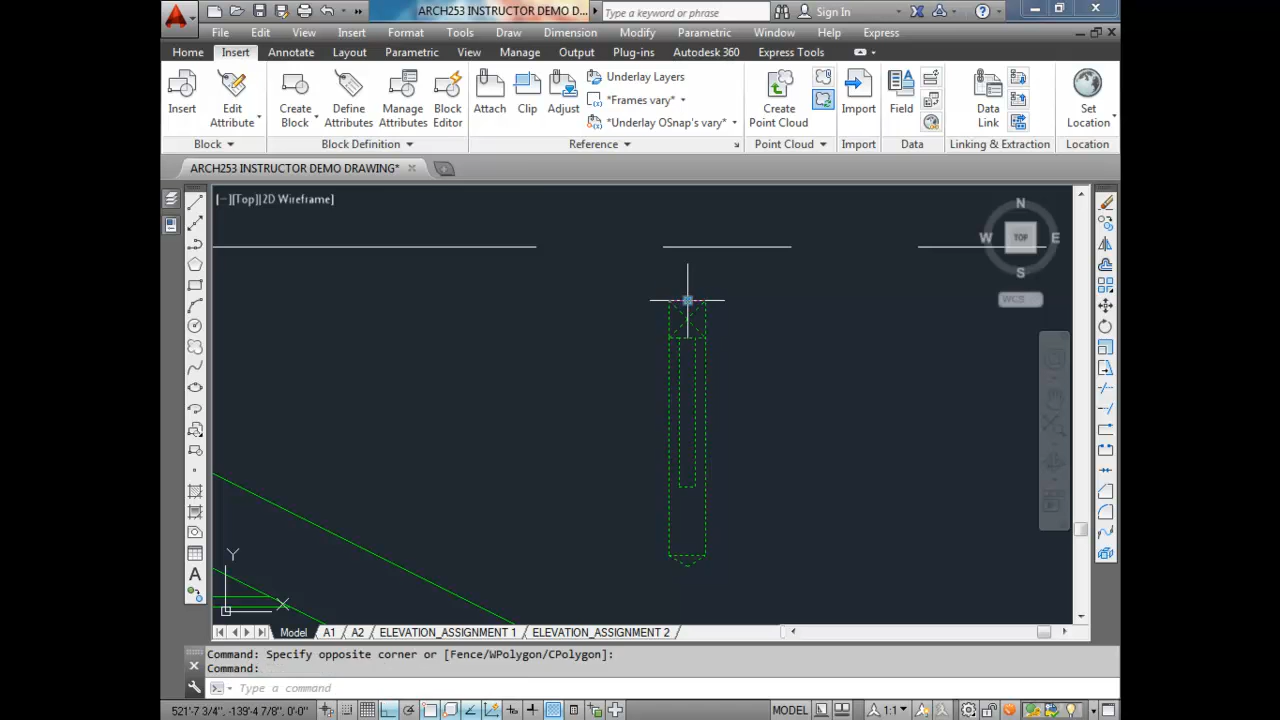 ARCH253 INSTRUCTOR DEMO D... Type a keyword or phrase Sign In
File Edit View Insert Format Tools Draw Dimension Modify Parametric Window Help Express
Home Insert Annotate Layout Parametric View Manage Output Plug-ins Autodesk 360 Express Tools
Insert
Edit Attribute
Create Block
Define Attributes
Manage Attributes
Block Editor
Attach
Clip
Adjust
Underlay Layers
*Frames vary*
*Underlay OSnap's vary*
Create Point Cloud
Import
Field
Data Link
Set Location
Block Block Definition Reference Point Cloud Import Data Linking & Extraction Location
ARCH253 INSTRUCTOR DEMO DRAWING*
[−][Top][2D Wireframe]
N
W TOP E
S
WCS
Y
X
Model A1 A2 ELEVATION_ASSIGNMENT 1 ELEVATION_ASSIGNMENT 2
Command: Specify opposite corner or [Fence/WPolygon/CPolygon]:
Command:
Type a command
521'-7 3/4", -139'-4 7/8", 0'-0" MODEL 1:1
A